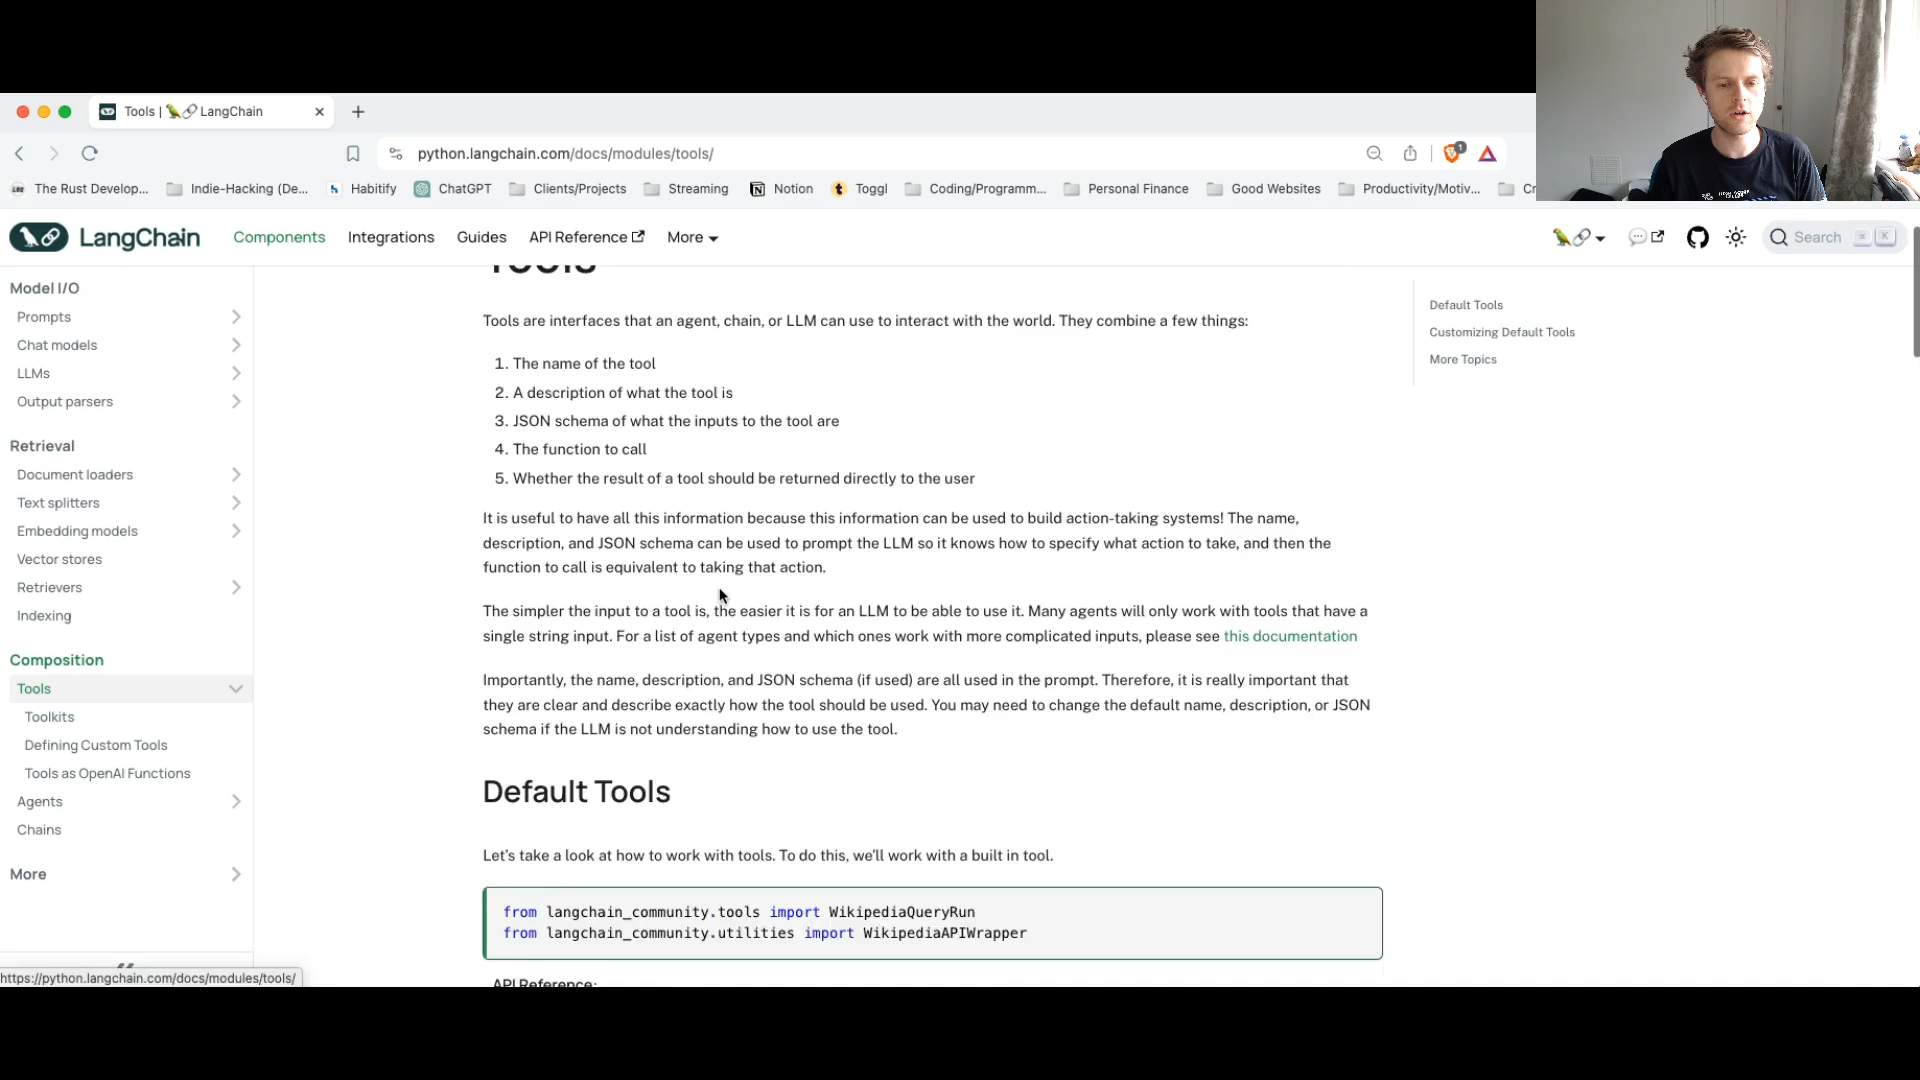 Tools | LangChain
python.langchain.com/docs/modules/tools/
1
The Rust Develop... Indie-Hacking (De... Habitify ChatGPT Clients/Projects Streaming Notion Toggl Coding/Programm... Personal Finance Good Websites Productivity/Motiv... Cr
LangChain Components Integrations Guides API Reference More Search K
Model I/O
Prompts
Chat models
LLMs
Output parsers
Retrieval
Document loaders
Text splitters
Embedding models
Vector stores
Retrievers
Indexing
Composition
Tools
Toolkits
Defining Custom Tools
Tools as OpenAI Functions
Agents
Chains
More
https://python.langchain.com/docs/modules/tools/
Tools
Tools are interfaces that an agent, chain, or LLM can use to interact with the world. They combine a few things:
1. The name of the tool
2. A description of what the tool is
3. JSON schema of what the inputs to the tool are
4. The function to call
5. Whether the result of a tool should be returned directly to the user
It is useful to have all this information because this information can be used to build action-taking systems! The name,
description, and JSON schema can be used to prompt the LLM so it knows how to specify what action to take, and then the
function to call is equivalent to taking that action.
The simpler the input to a tool is, the easier it is for an LLM to be able to use it. Many agents will only work with tools that have a
single string input. For a list of agent types and which ones work with more complicated inputs, please see this documentation
Importantly, the name, description, and JSON schema (if used) are all used in the prompt. Therefore, it is really important that
they are clear and describe exactly how the tool should be used. You may need to change the default name, description, or JSON
schema if the LLM is not understanding how to use the tool.
Default Tools
Let's take a look at how to work with tools. To do this, we'll work with a built in tool.
from langchain_community.tools import WikipediaQueryRun
from langchain_community.utilities import WikipediaAPIWrapper
API Reference:
Default Tools
Customizing Default Tools
More Topics